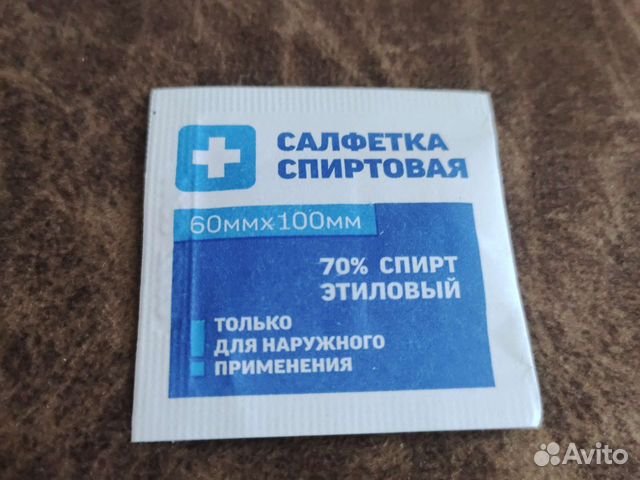 САЛФЕТКА
СПИРТОВАЯ
60ммх100мм
70% СПИРТ
ЭТИЛОВЫЙ
ТОЛЬКО
ДЛЯ НАРУЖНОГО
ПРИМЕНЕНИЯ
Avito